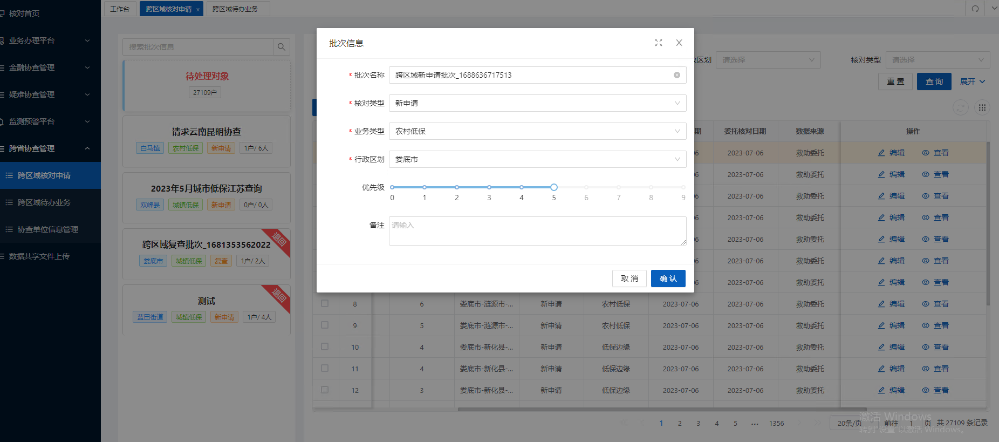 核对首页
业务办理平台
金融协查管理
疑难协查管理
监测预警平台
跨省协查管理
跨区域核对申请
跨区域待办业务
协查单位信息管理
数据共享文件上传
工作台
跨区域核对申请 ×
跨区域待办业务
搜索批次信息
待处理对象
27109户
请求云南昆明协查
白马镇 农村低保 新申请 1户/ 6人
2023年5月城市低保江苏查询
双峰县 城镇低保 新申请 0户/ 0人
跨区域复查批次_1681353562022
退回
娄底市 城镇低保 复查 1户/ 2人
测试
退回
蓝田街道 城镇低保 新申请 1户/ 4人
批次信息
* 批次名称 跨区域新申请批次_1688636717513
* 核对类型 新申请
* 业务类型 农村低保
* 行政区划 娄底市
优先级
0 1 2 3 4 5 6 7 8 9
备注 请输入
取 消 确 认
区划 请选择 核对类型 请选择
重 置 查 询 展开
期 委托核对日期 数据来源 操作
06 2023-07-06 救助委托 编辑 查看
06 2023-07-06 救助委托 编辑 查看
06 2023-07-06 救助委托 编辑 查看
06 2023-07-06 救助委托 编辑 查看
06 2023-07-06 救助委托 编辑 查看
06 2023-07-06 救助委托 编辑 查看
06 2023-07-06 救助委托 编辑 查看
8 6 娄底市-涟源市-... 新申请 农村低保 2023-07-06 2023-07-06 救助委托 编辑 查看
9 5 娄底市-涟源市-... 新申请 农村低保 2023-07-06 2023-07-06 救助委托 编辑 查看
10 4 娄底市-新化县-... 新申请 低保边缘 2023-07-06 2023-07-06 救助委托 编辑 查看
11 4 娄底市-新化县-... 新申请 低保边缘 2023-07-06 2023-07-06 救助委托 编辑 查看
12 3 娄底市-新化县-... 新申请 低保边缘 2023-07-06 2023-07-06 救助委托 编辑 查看
1 2 3 4 5 ... 1356 20条/页 前往 1 页 共 27109 条记录
激活 Windows
转到"设置"以激活 Windows。